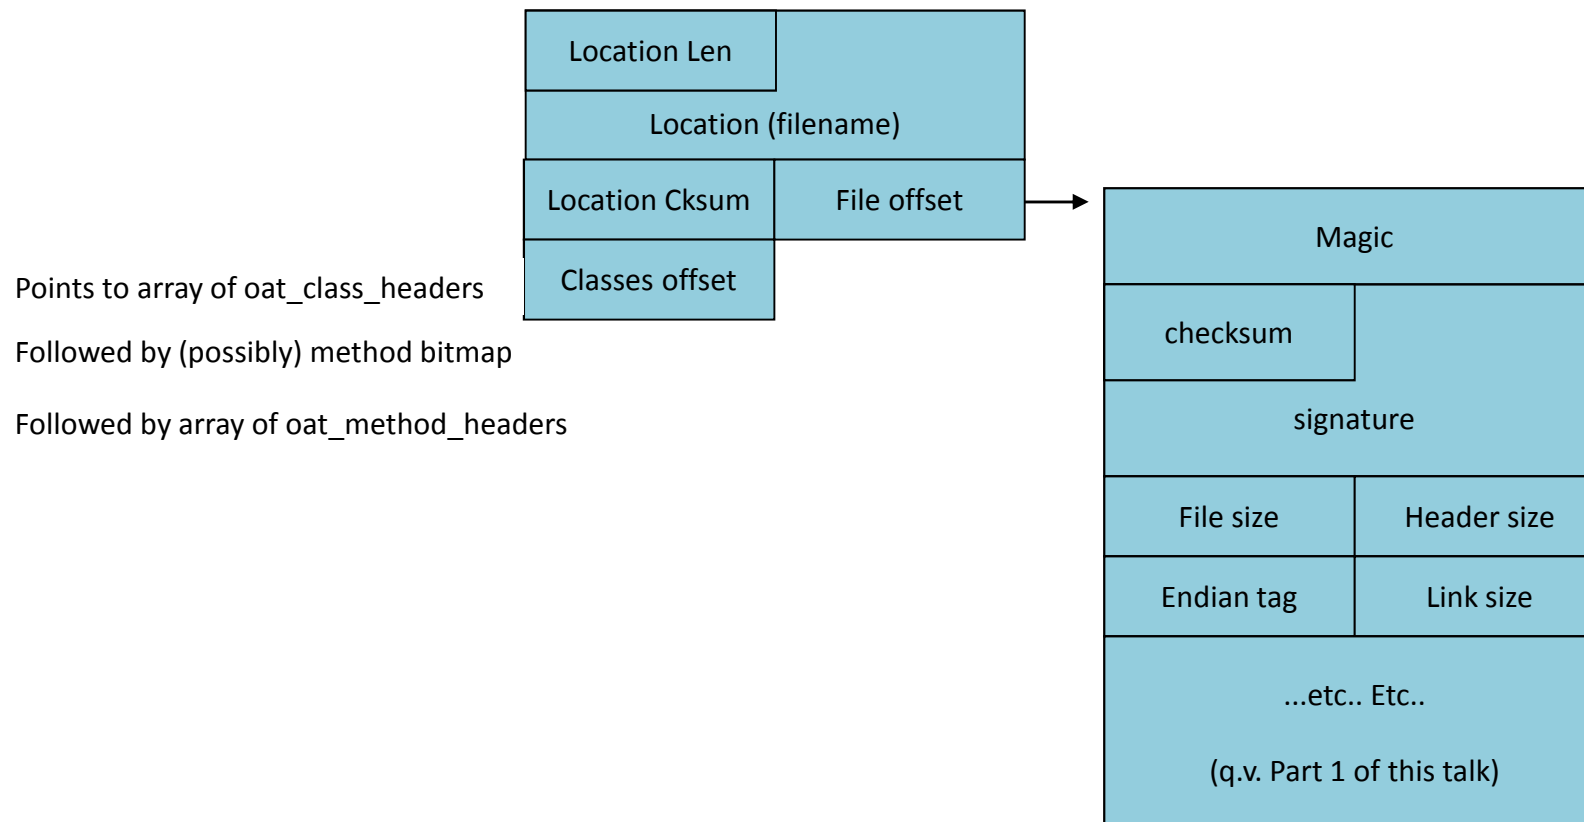 Location Len
Location (filename)
Location Cksum
File offset
Classes offset
Points to array of oat_class_headers
Followed by (possibly) method bitmap
Followed by array of oat_method_headers
Magic
checksum
signature
File size
Header size
Endian tag
Link size
...etc.. Etc..
(q.v. Part 1 of this talk)